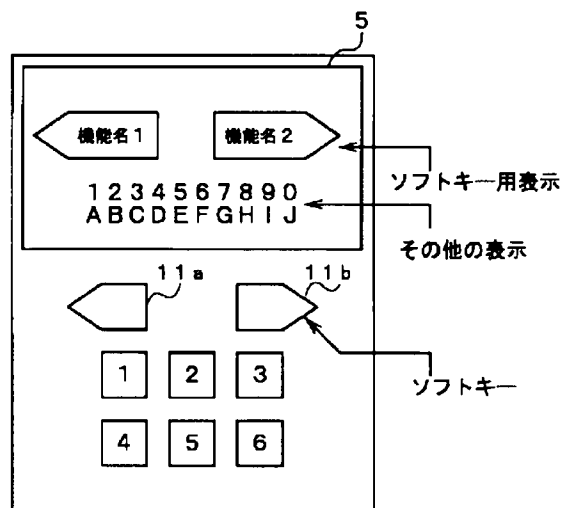 5
機能名1
機能名2
ソフトキー用表示
1234567890
ABCDEFGHIJ
その他の表示
11a
11b
ソフトキー
1 2 3
4 5 6